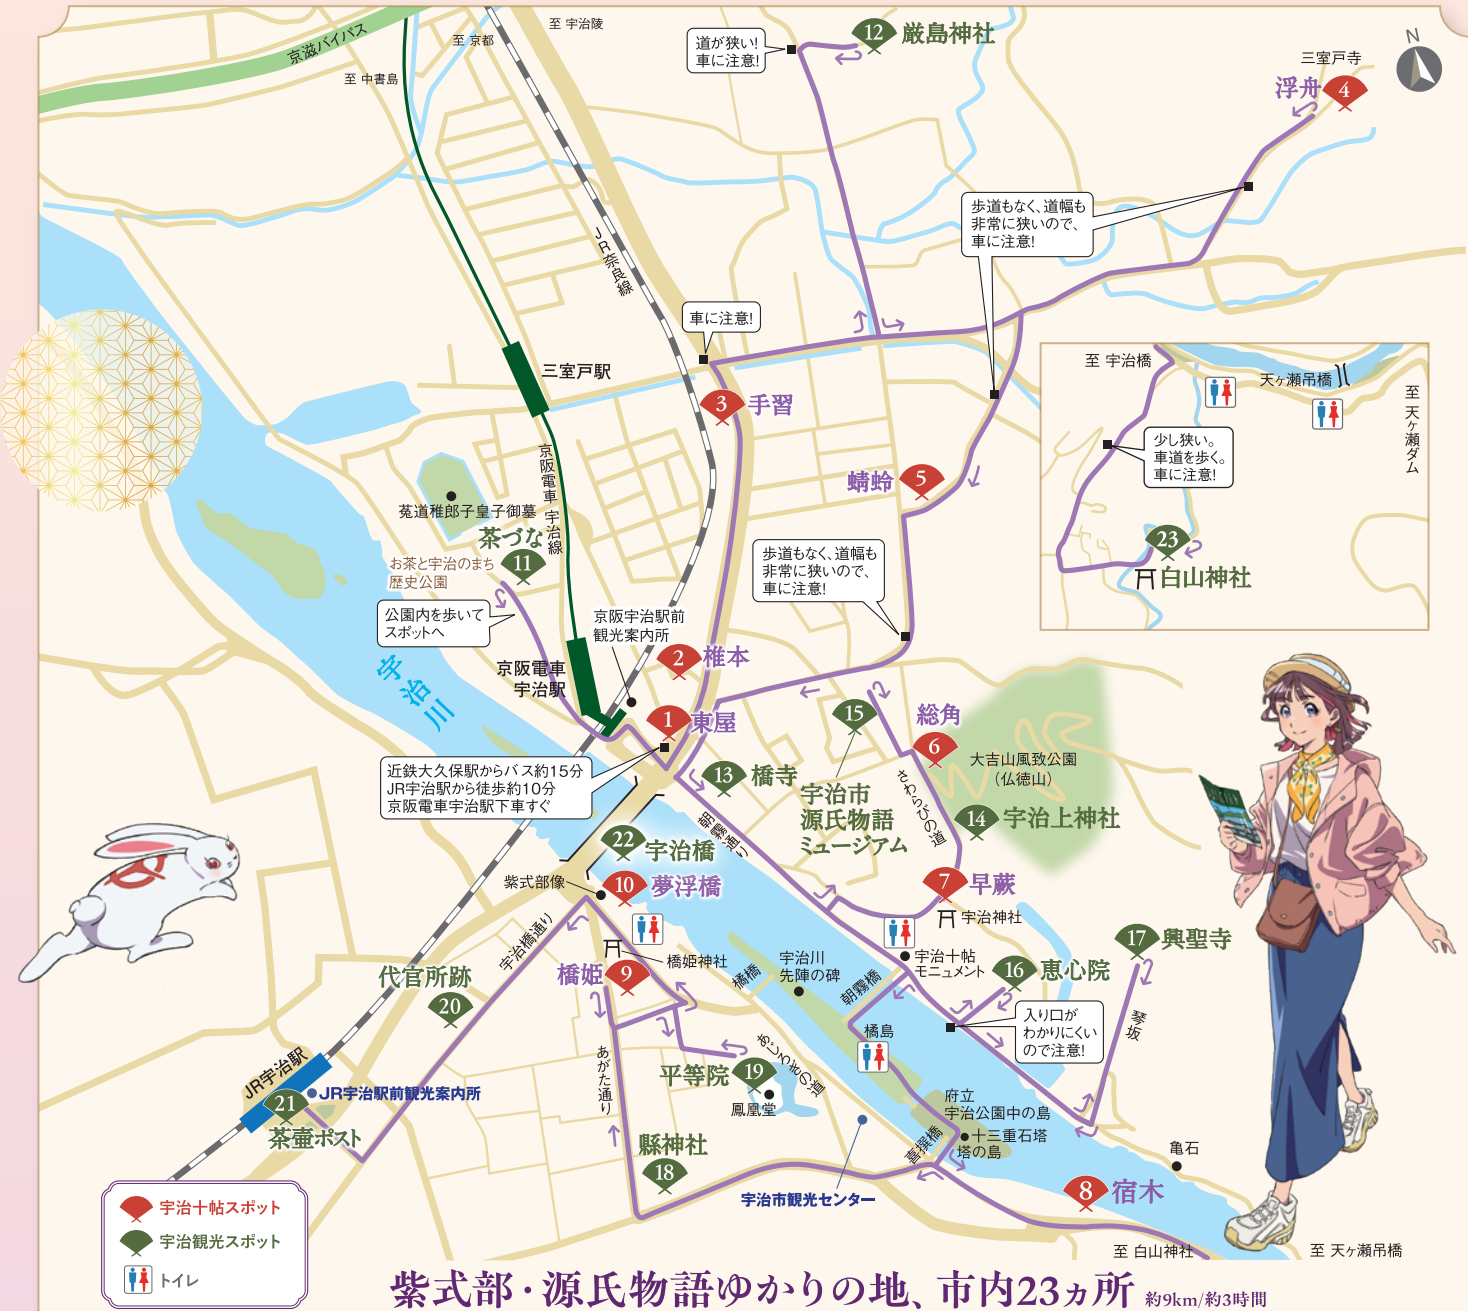 京滋バイパス
至 京都
至 宇治陵
至 中書島
道が狭い!
車に注意!
12 厳島神社
N
三室戸寺
浮舟 4
歩道もなく、道幅も
非常に狭いので、
車に注意!
JR奈良線
車に注意!
三室戸駅
3 手習
至 宇治橋
天ヶ瀬吊橋
至 天ヶ瀬ダム
少し狭い。
車道を歩く。
車に注意!
23
白山神社
京阪電車 宇治線
蜻蛉 5
菟道稚郎子皇子御墓
茶づな
11
お茶と宇治のまち
歴史公園
公園内を歩いて
スポットへ
歩道もなく、道幅も
非常に狭いので、
車に注意!
京阪宇治駅前
観光案内所
2 椎本
宇治川
京阪電車
宇治駅
1 東屋
15
総角
6
大吉山風致公園
(仏徳山)
近鉄大久保駅からバス約15分
JR宇治駅から徒歩約10分
京阪電車宇治駅下車すぐ
13 橋寺
宇治市
源氏物語
ミュージアム
さわらびの道
14 宇治上神社
朝霧通り
22 宇治橋
紫式部像
10 夢浮橋
7 早蕨
宇治神社
宇治橋通り
橋姫神社
橋姫 9
橘橋
宇治川
先陣の碑
朝霧橋
宇治十帖
モニュメント
16 恵心院
17 興聖寺
琴坂
入り口が
わかりにくい
ので注意!
代官所跡
20
橘島
あがた通り
あじろぎの道
平等院 19
鳳凰堂
JR宇治駅
JR宇治駅前観光案内所
21
茶壷ポスト
府立
宇治公園中の島
十三重石塔
塔の島
喜撰橋
縣神社
18
宇治市観光センター
亀石
8 宿木
至 白山神社
至 天ヶ瀬吊橋
宇治十帖スポット
宇治観光スポット
トイレ
紫式部・源氏物語ゆかりの地、市内23ヵ所 約9km/約3時間